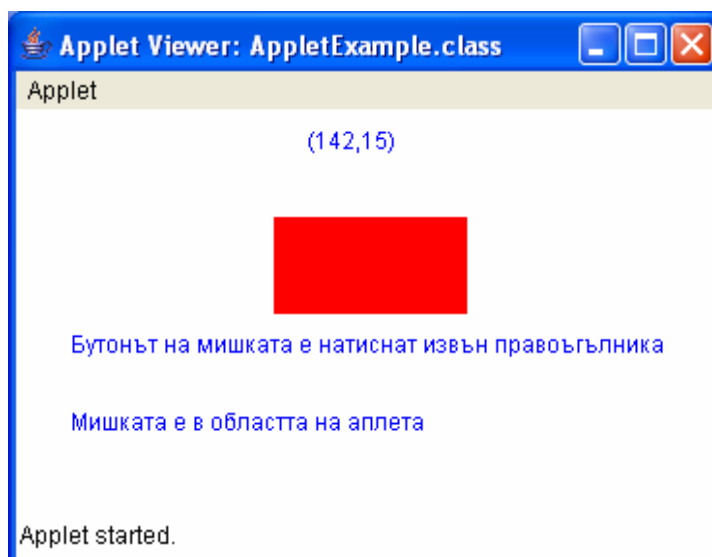 Applet Viewer: AppletExample.class
Applet
(142,15)
Бутонът на мишката е натиснат извън правоъгълника
Мишката е в областта на аплета
Applet started.